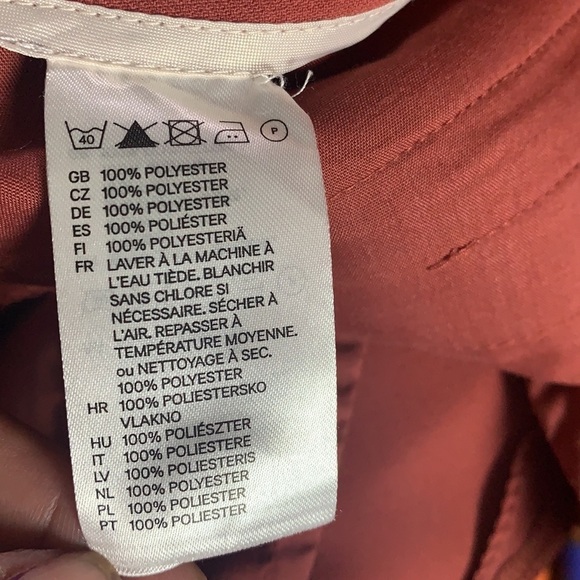 40
P
GB 100% POLYESTER
CZ 100% POLYESTER
DE 100% POLYESTER
ES 100% POLIÉSTER
FI 100% POLYESTERIÄ
FR LAVER À LA MACHINE À
L'EAU TIÈDE. BLANCHIR
SANS CHLORE SI
NÉCESSAIRE. SÉCHER À
L'AIR. REPASSER À
TEMPÉRATURE MOYENNE.
ou NETTOYAGE À SEC.
100% POLYESTER
HR 100% POLIESTERSKO
VLAKNO
HU 100% POLIÉSZTER
IT 100% POLIESTERE
LV 100% POLIESTERIS
NL 100% POLYESTER
PL 100% POLIESTER
PT 100% POLIÉSTER